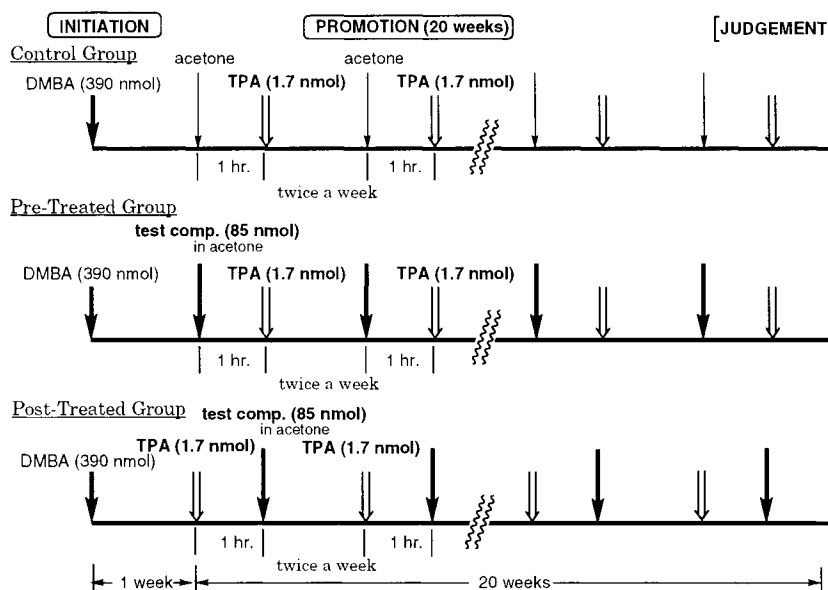 INITIATION PROMOTION (20 weeks) JUDGEMENT
Control Group
acetone acetone
DMBA (390 nmol) TPA (1.7 nmol) TPA (1.7 nmol)
1 hr. 1 hr.
twice a week
Pre-Treated Group
test comp. (85 nmol)
in acetone
DMBA (390 nmol) TPA (1.7 nmol) TPA (1.7 nmol)
1 hr. 1 hr.
twice a week
Post-Treated Group test comp. (85 nmol)
in acetone
TPA (1.7 nmol) TPA (1.7 nmol)
DMBA (390 nmol)
1 hr. 1 hr.
twice a week
1 week 20 weeks